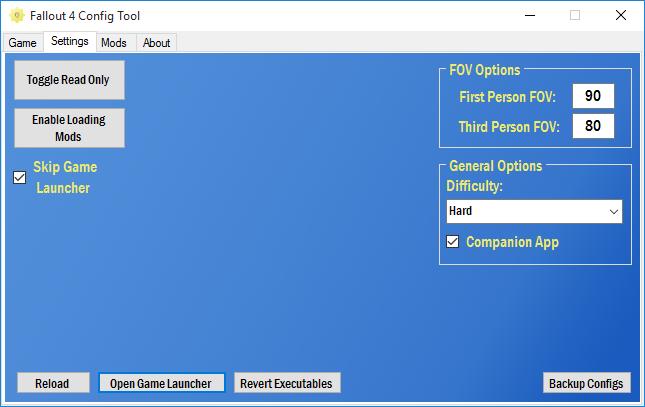 Fallout 4 Config Tool
Game Settings Mods About
Toggle Read Only
Enable Loading
Mods
Skip Game
Launcher
FOV Options
First Person FOV: 90
Third Person FOV: 80
General Options
Difficulty:
Hard
Companion App
Reload Open Game Launcher Revert Executables Backup Configs